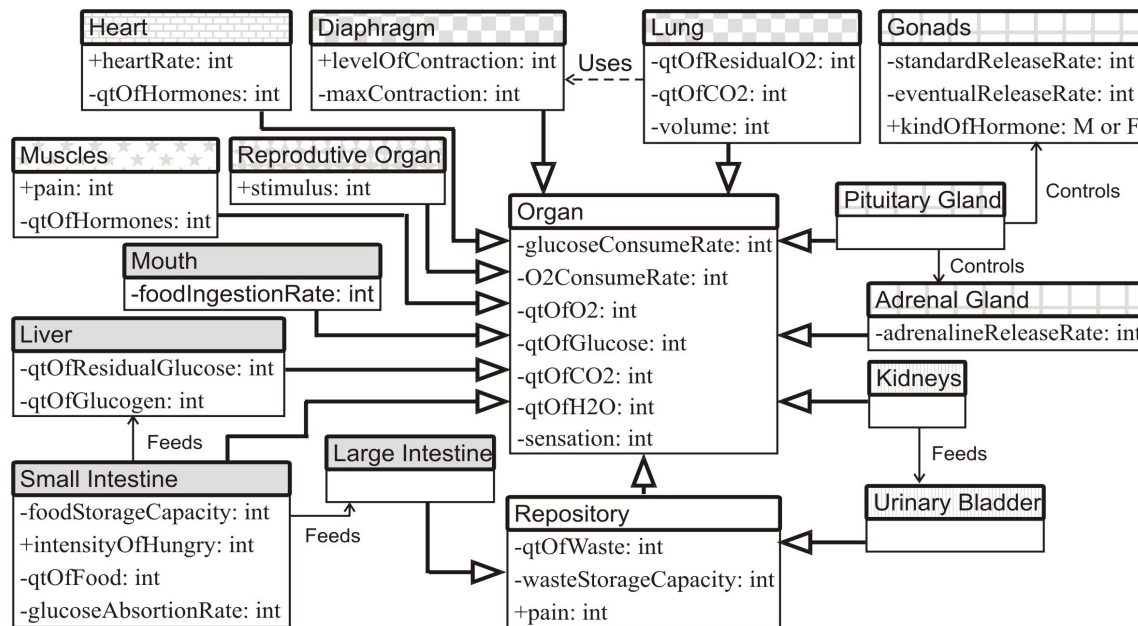 Heart
+heartRate: int
-qtOfHormones: int
Diaphragm
+levelOfContraction: int
-maxContraction: int
Uses
Lung
-qtOfResidualO2: int
-qtOfCO2: int
-volume: int
Gonads
-standardReleaseRate: int
-eventualReleaseRate: int
+kindOfHormone: M or F
Muscles
+pain: int
-qtOfHormones: int
Reprodutive Organ
+stimulus: int
Organ
-glucoseConsumeRate: int
-O2ConsumeRate: int
-qtOfO2: int
-qtOfGlucose: int
-qtOfCO2: int
-qtOfH2O: int
-sensation: int
Pituitary Gland
Controls
Controls
Mouth
-foodIngestionRate: int
Adrenal Gland
-adrenalineReleaseRate: int
Liver
-qtOfResidualGlucose: int
-qtOfGlucogen: int
Kidneys
Feeds
Feeds
Large Intestine
Small Intestine
-foodStorageCapacity: int
+intensityOfHungry: int
-qtOfFood: int
-glucoseAbsortionRate: int
Feeds
Repository
-qtOfWaste: int
-wasteStorageCapacity: int
+pain: int
Urinary Bladder